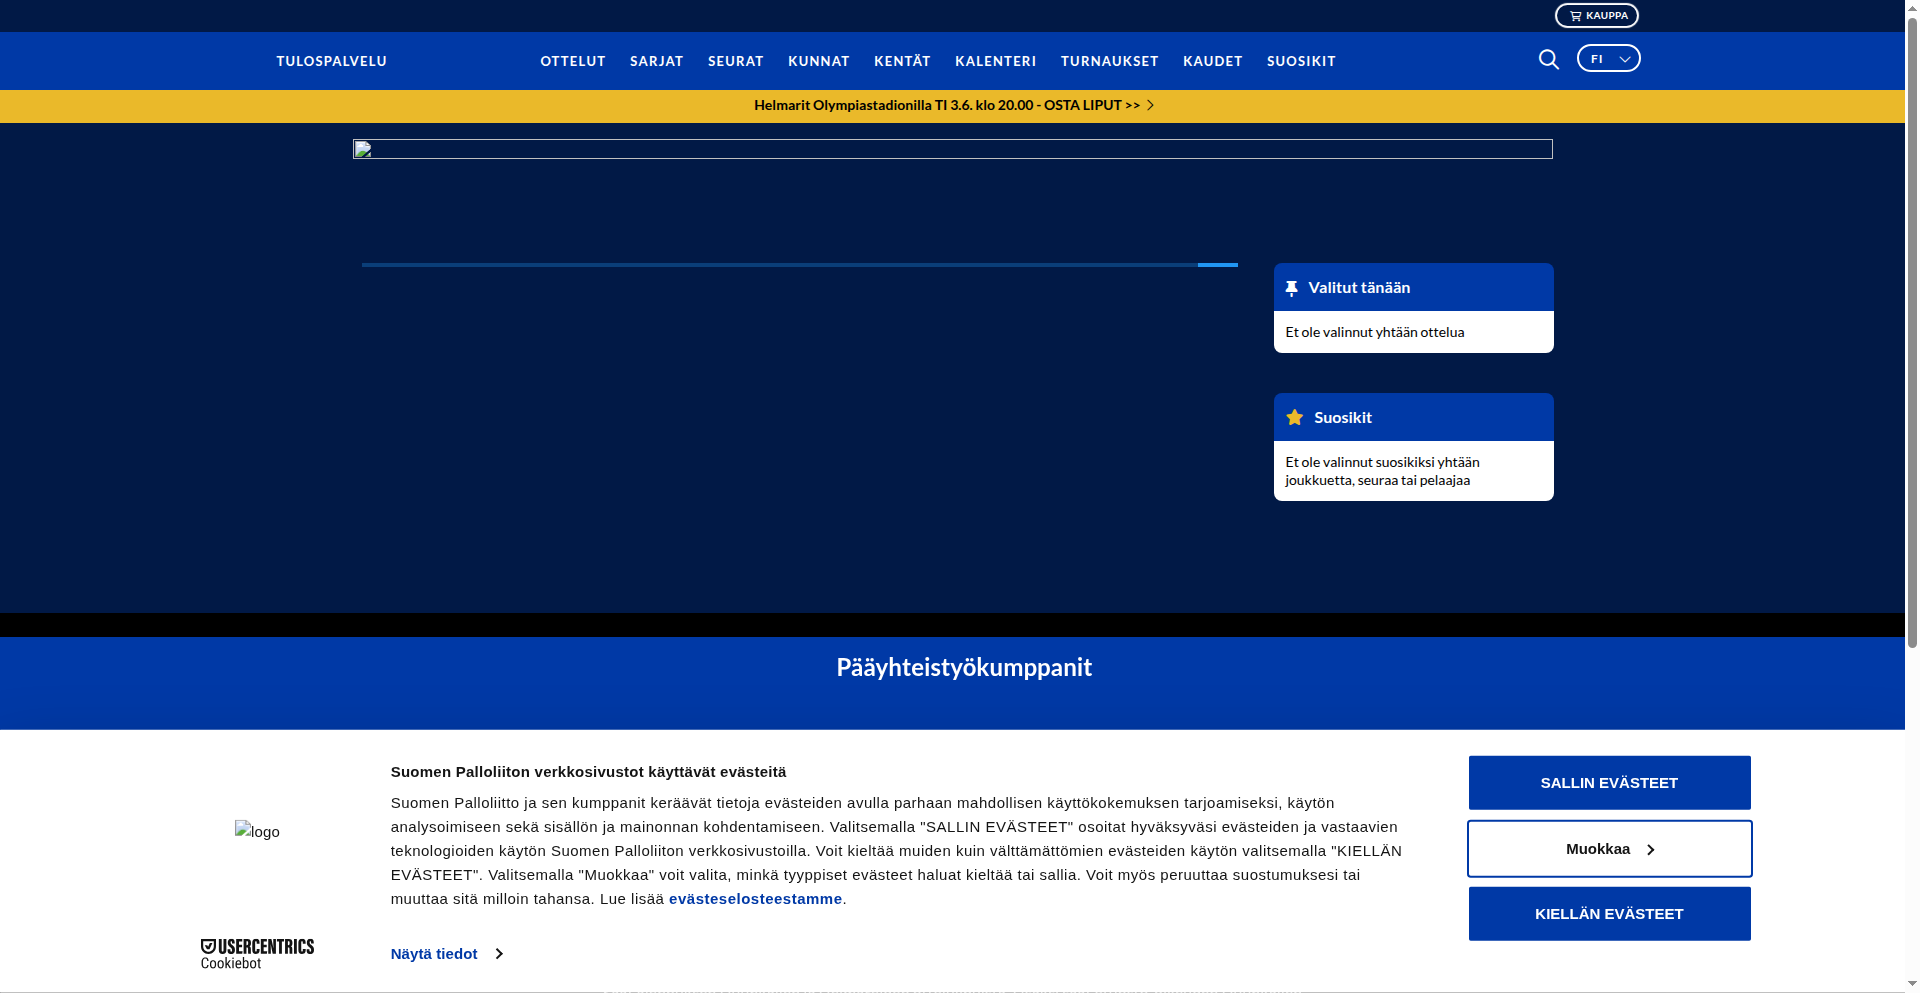 KAUPPA
TULOSPALVELU
OTTELUT SARJAT SEURAT KUNNAT KENTÄT KALENTERI TURNAUKSET KAUDET SUOSIKIT
FI
Helmarit Olympiastadionilla TI 3.6. klo 20.00 - OSTA LIPUT >>
Valitut tänään
Et ole valinnut yhtään ottelua
Suosikit
Et ole valinnut suosikiksi yhtään
joukkuetta, seuraa tai pelaajaa
Pääyhteistyökumppanit
logo
USERCENTRICS
Cookiebot
Suomen Palloliiton verkkosivustot käyttävät evästeitä
Suomen Palloliitto ja sen kumppanit keräävät tietoja evästeiden avulla parhaan mahdollisen käyttökokemuksen tarjoamiseksi, käytön
analysoimiseen sekä sisällön ja mainonnan kohdentamiseen. Valitsemalla "SALLIN EVÄSTEET" osoitat hyväksyväsi evästeiden ja vastaavien
teknologioiden käytön Suomen Palloliiton verkkosivustoilla. Voit kieltää muiden kuin välttämättömien evästeiden käytön valitsemalla "KIELLÄN
EVÄSTEET". Valitsemalla "Muokkaa" voit valita, minkä tyyppiset evästeet haluat kieltää tai sallia. Voit myös peruuttaa suostumuksesi tai
muuttaa sitä milloin tahansa. Lue lisää evästeselosteestamme.
Näytä tiedot
SALLIN EVÄSTEET
Muokkaa
KIELLÄN EVÄSTEET